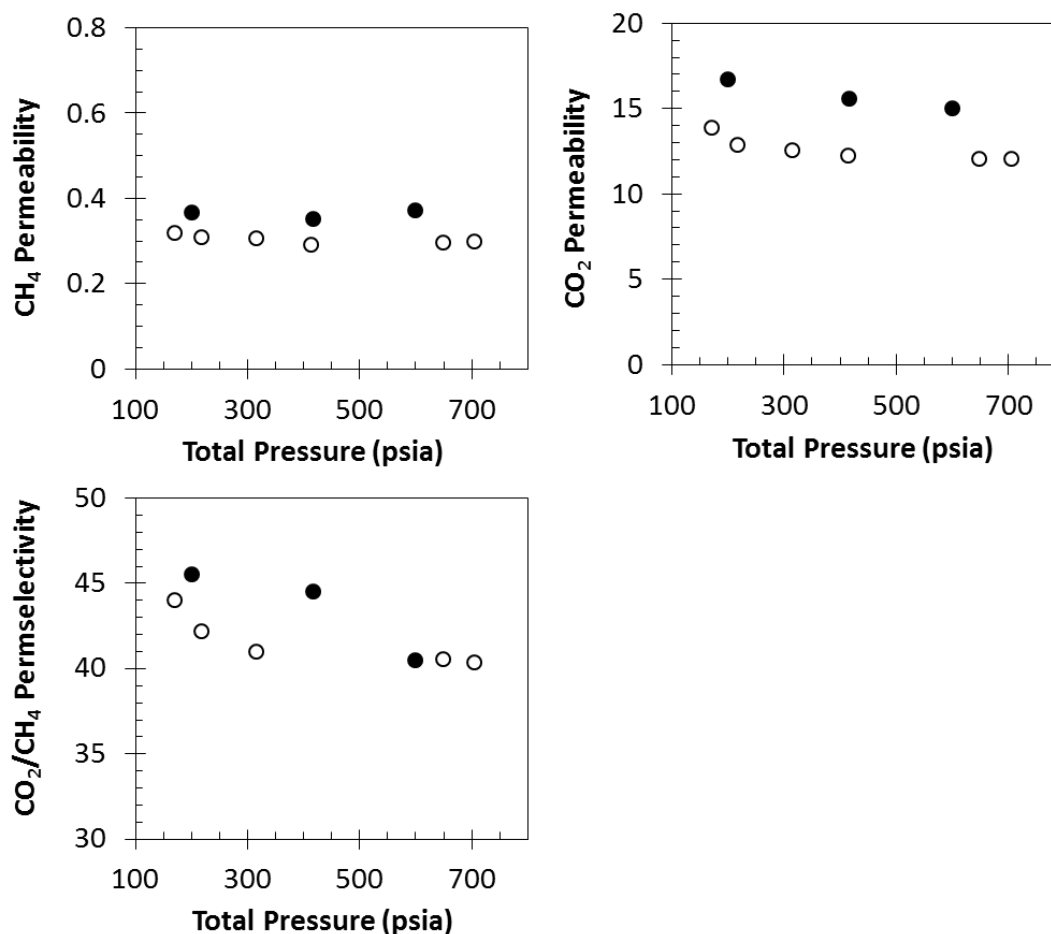 0.8
0.6
0.4
0.2
0
CH₄ Permeability
100 300 500 700
Total Pressure (psia)
20
15
10
5
0
CO₂ Permeability
100 300 500 700
Total Pressure (psia)
50
45
40
35
30
CO₂/CH₄ Permselectivity
100 300 500 700
Total Pressure (psia)